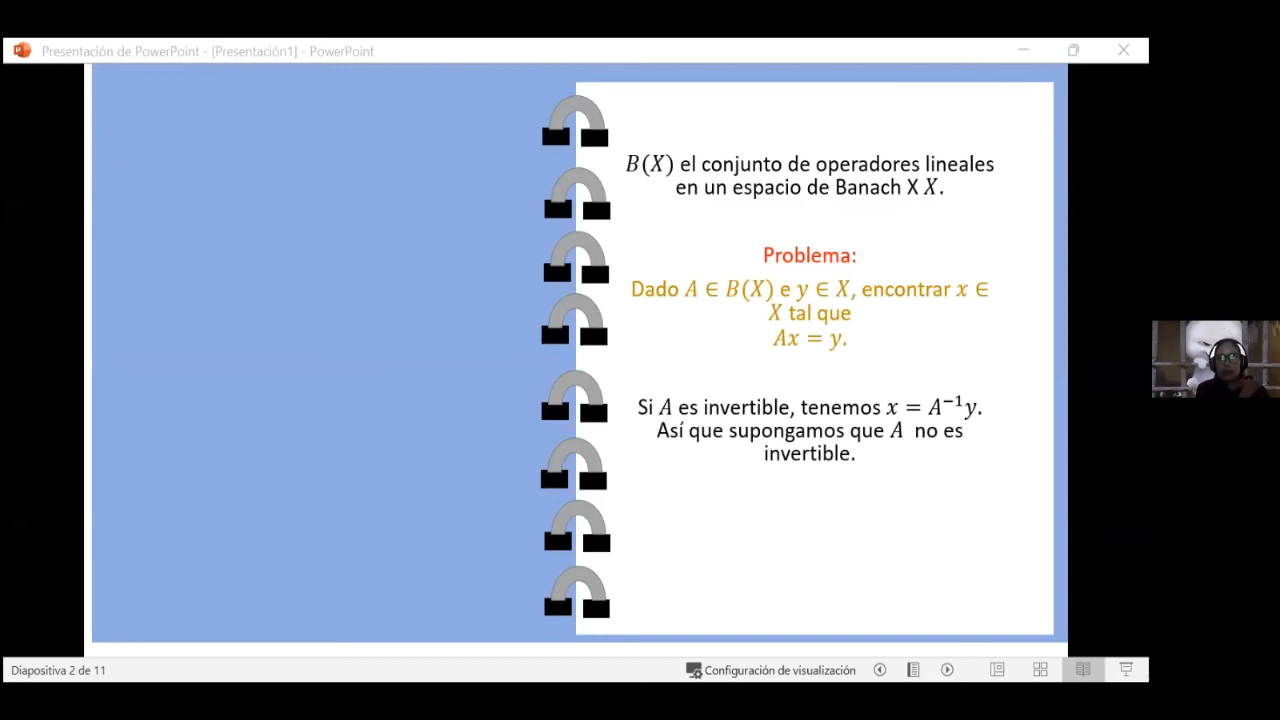 Presentación de PowerPoint - [Presentación1] - PowerPoint
B(X) el conjunto de operadores lineales
en un espacio de Banach X X.
Problema:
Dado A ∈ B(X) e y ∈ X, encontrar x ∈
X tal que
Ax = y.
Si A es invertible, tenemos x = A⁻¹y.
Así que supongamos que A no es
invertible.
Diapositiva 2 de 11
Configuración de visualización